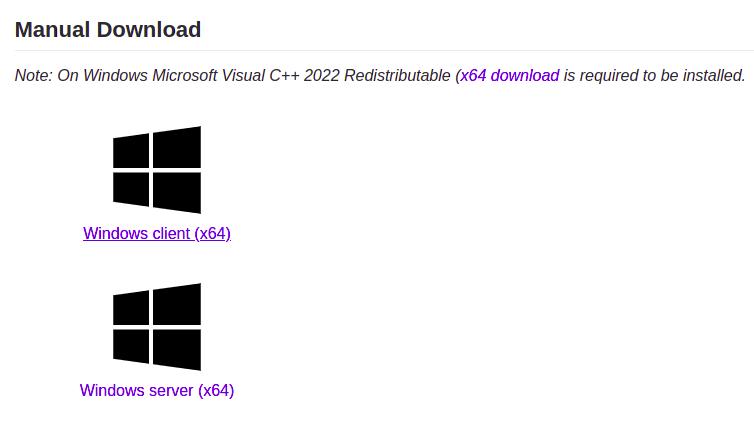 Manual Download
Note: On Windows Microsoft Visual C++ 2022 Redistributable (x64 download is required to be installed.
Windows client (x64)
Windows server (x64)